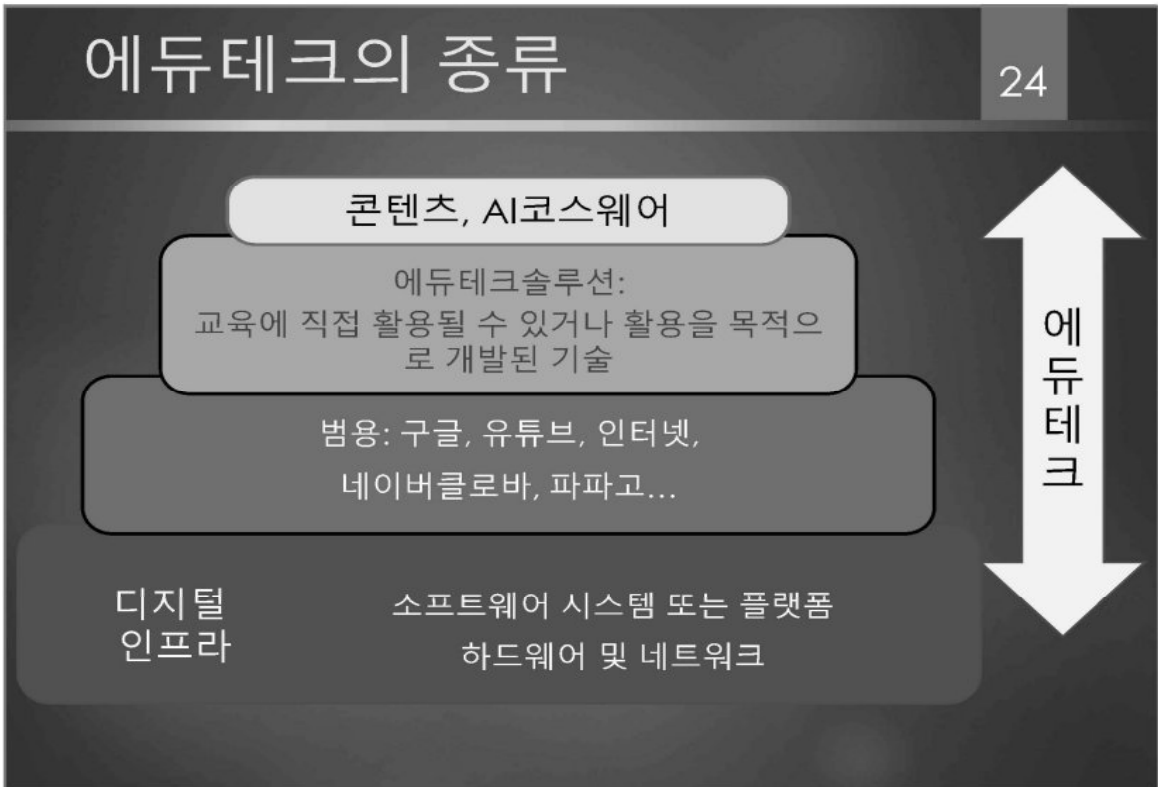 에듀테크의 종류
24
콘텐츠, AI코스웨어
에듀테크솔루션:
교육에 직접 활용될 수 있거나 활용을 목적으
로 개발된 기술
범용: 구글, 유튜브, 인터넷,
네이버클로바, 파파고...
디지털
인프라
소프트웨어 시스템 또는 플랫폼
하드웨어 및 네트워크
에
듀
테
크